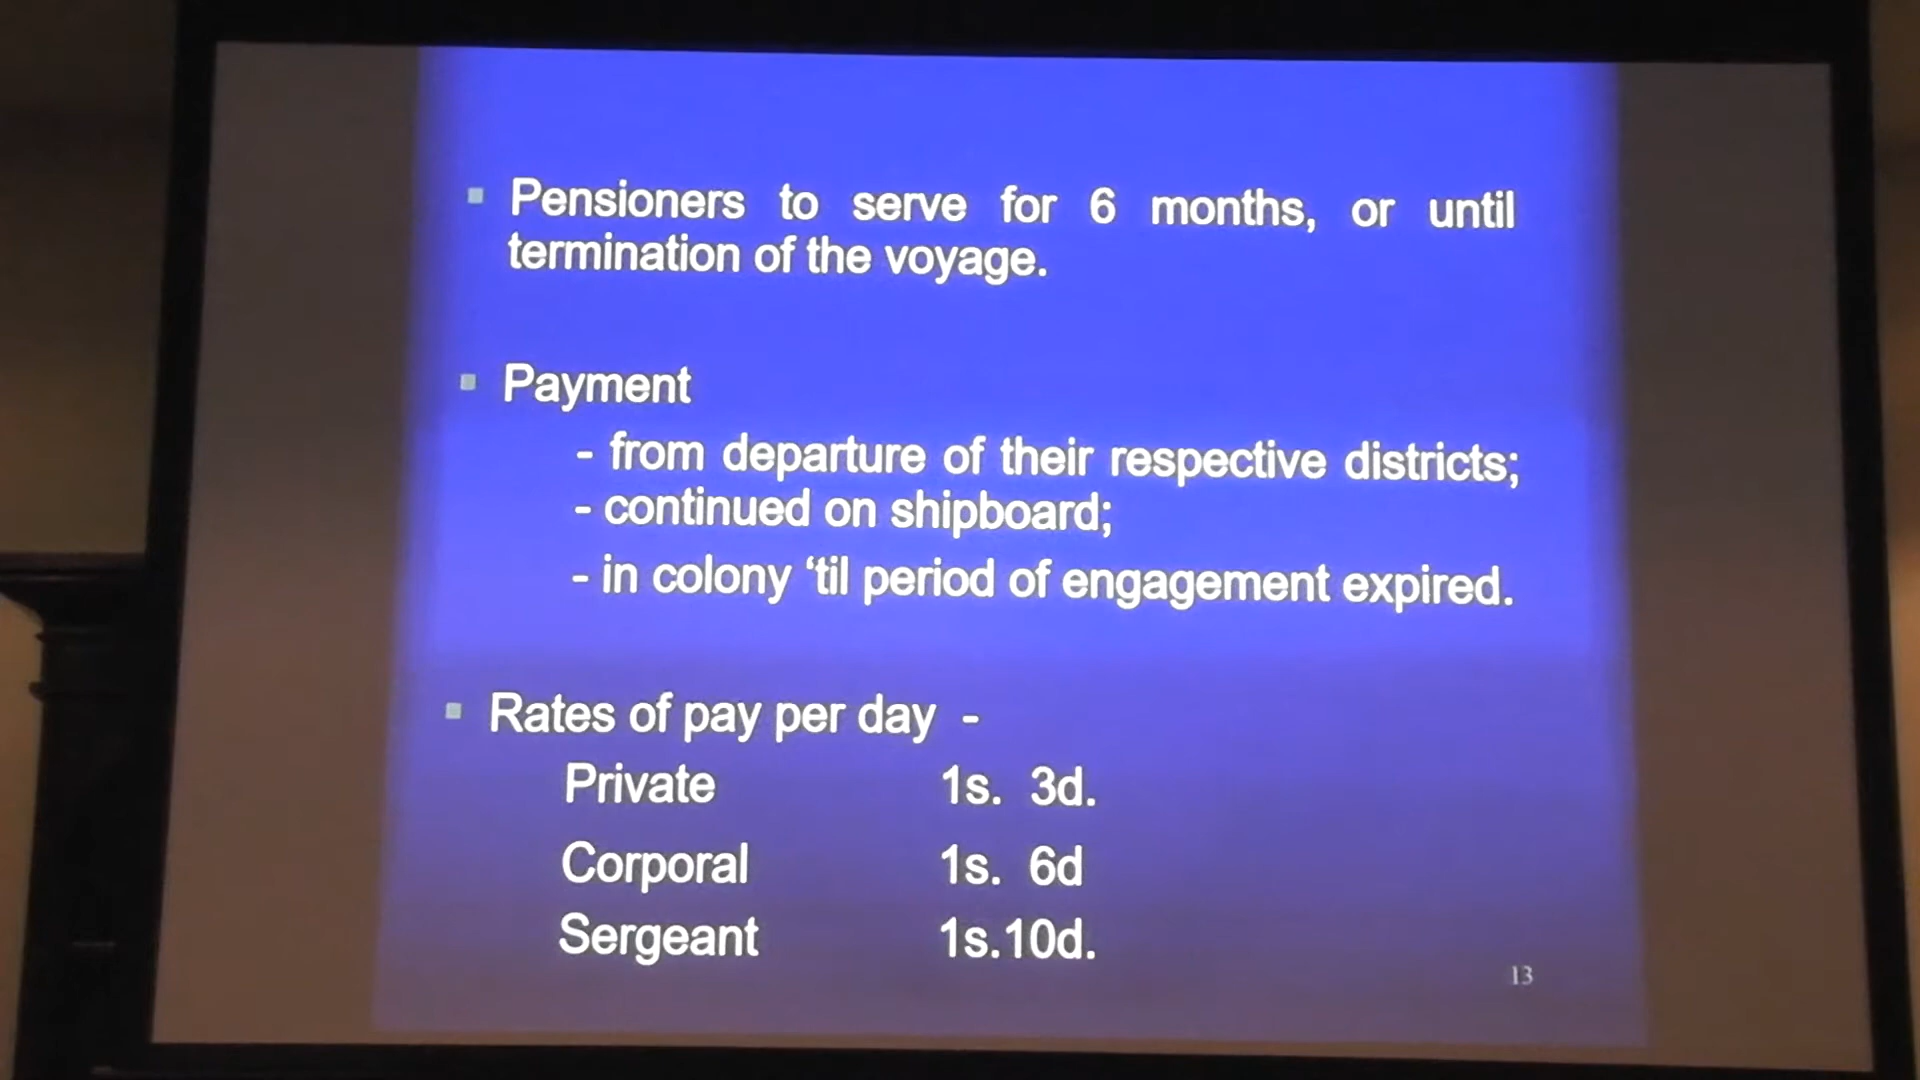 ▪ Pensioners to serve for 6 months, or until
termination of the voyage.
▪ Payment
- from departure of their respective districts;
- continued on shipboard;
- in colony ‘til period of engagement expired.
▪ Rates of pay per day -
Private 1s. 3d.
Corporal 1s. 6d
Sergeant 1s.10d.
13